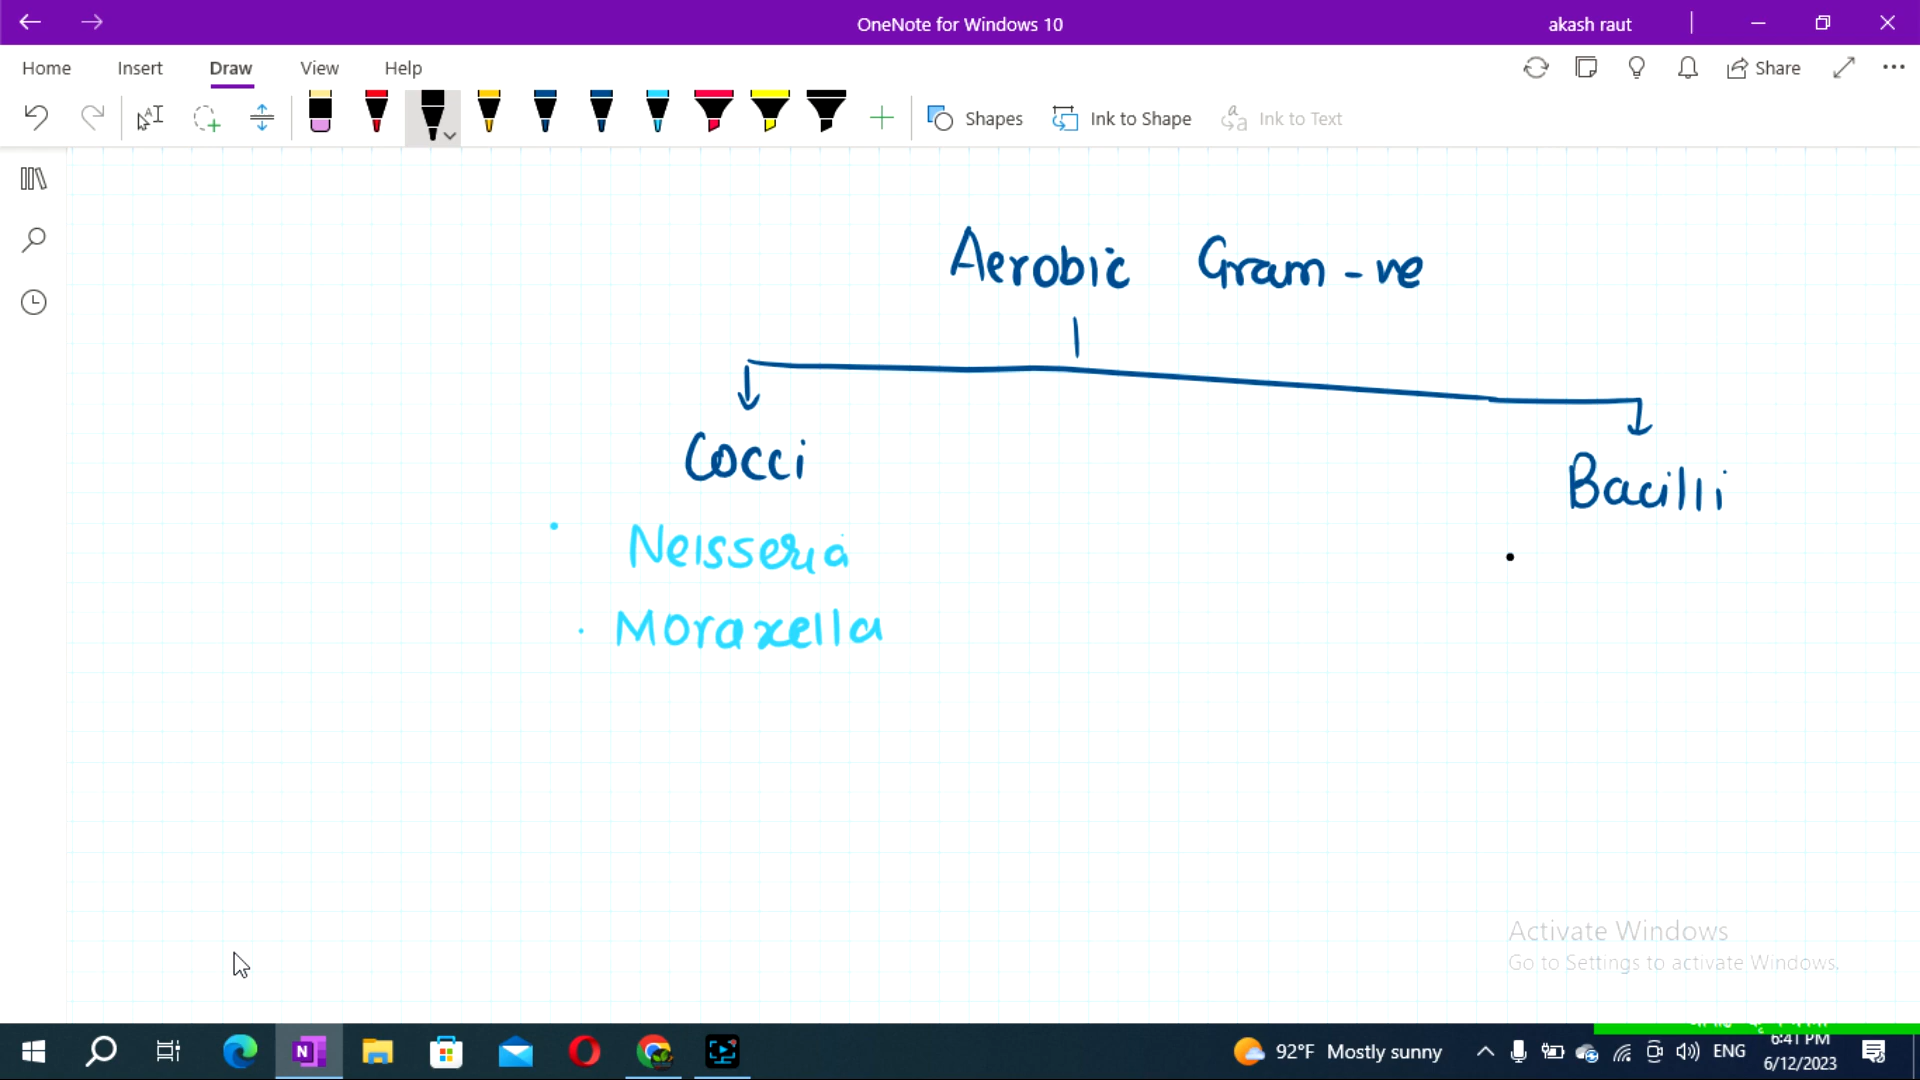 OneNote for Windows 10
akash raut
Home Insert Draw View Help
Share
Shapes Ink to Shape Ink to Text
Aerobic Gram -ve
Cocci
Bacilli
Neisseria
Moraxella
Activate Windows
Go to Settings to activate Windows.
92°F Mostly sunny
ENG
6:41 PM
6/12/2023